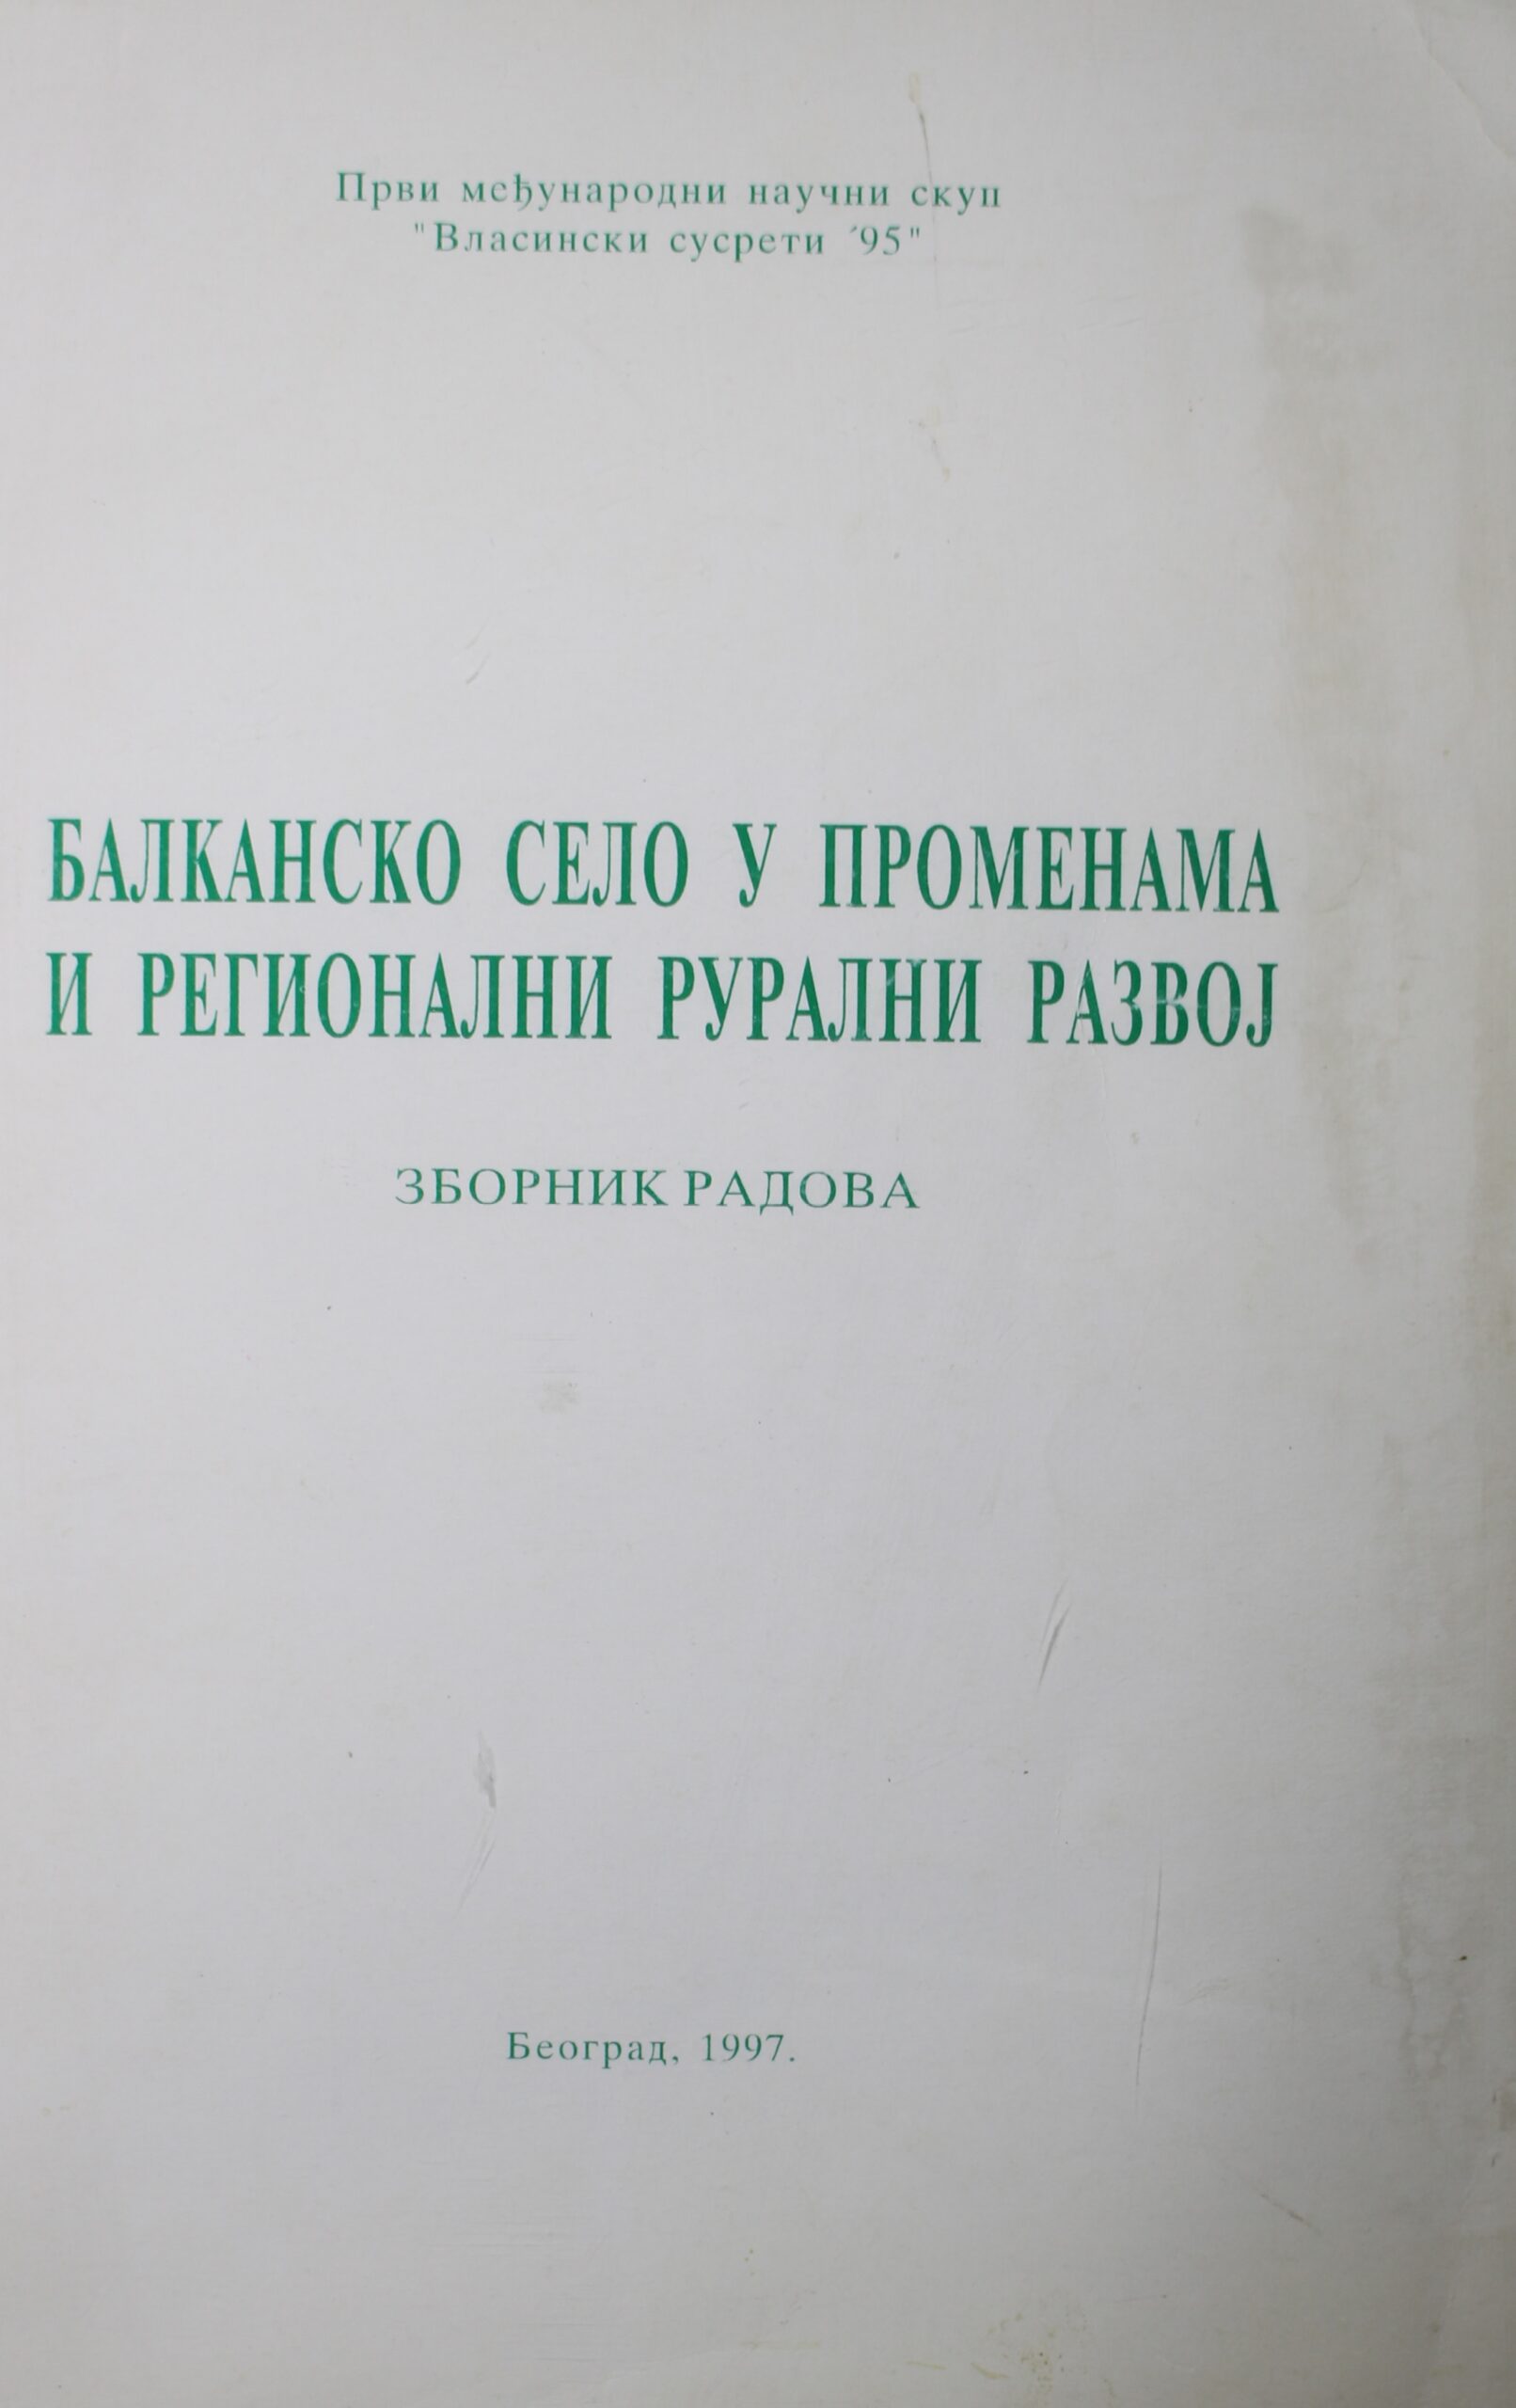 Први међународни научни скуп
"Власински сусрети ´95"
БАЛКАНСКО СЕЛО У ПРОМЕНАМА
И РЕГИОНАЛНИ РУРАЛНИ РАЗВОЈ
ЗБОРНИК РАДОВА
Београд, 1997.